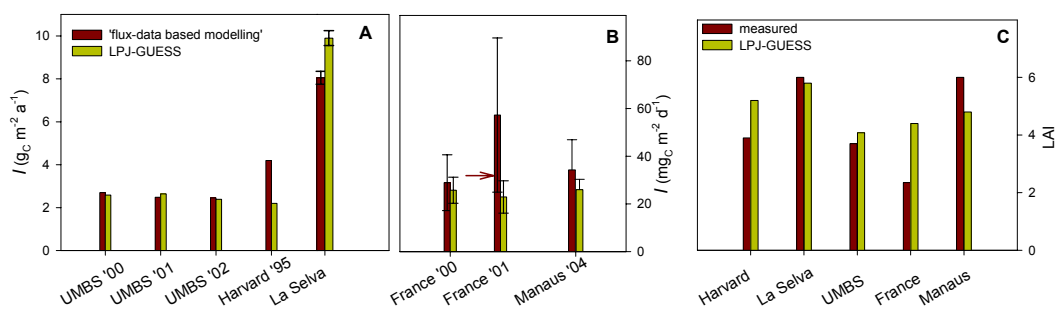 A
'flux-data based modelling'
LPJ-GUESS
I (g_C m^-2 a^-1)
10
8
6
4
2
0
UMBS '00
UMBS '01
UMBS '02
Harvard '95
La Selva
B
I (mg_C m^-2 d^-1)
80
60
40
20
0
France '00
France '01
Manaus '04
C
measured
LPJ-GUESS
LAI
6
4
2
0
Harvard
La Selva
UMBS
France
Manaus